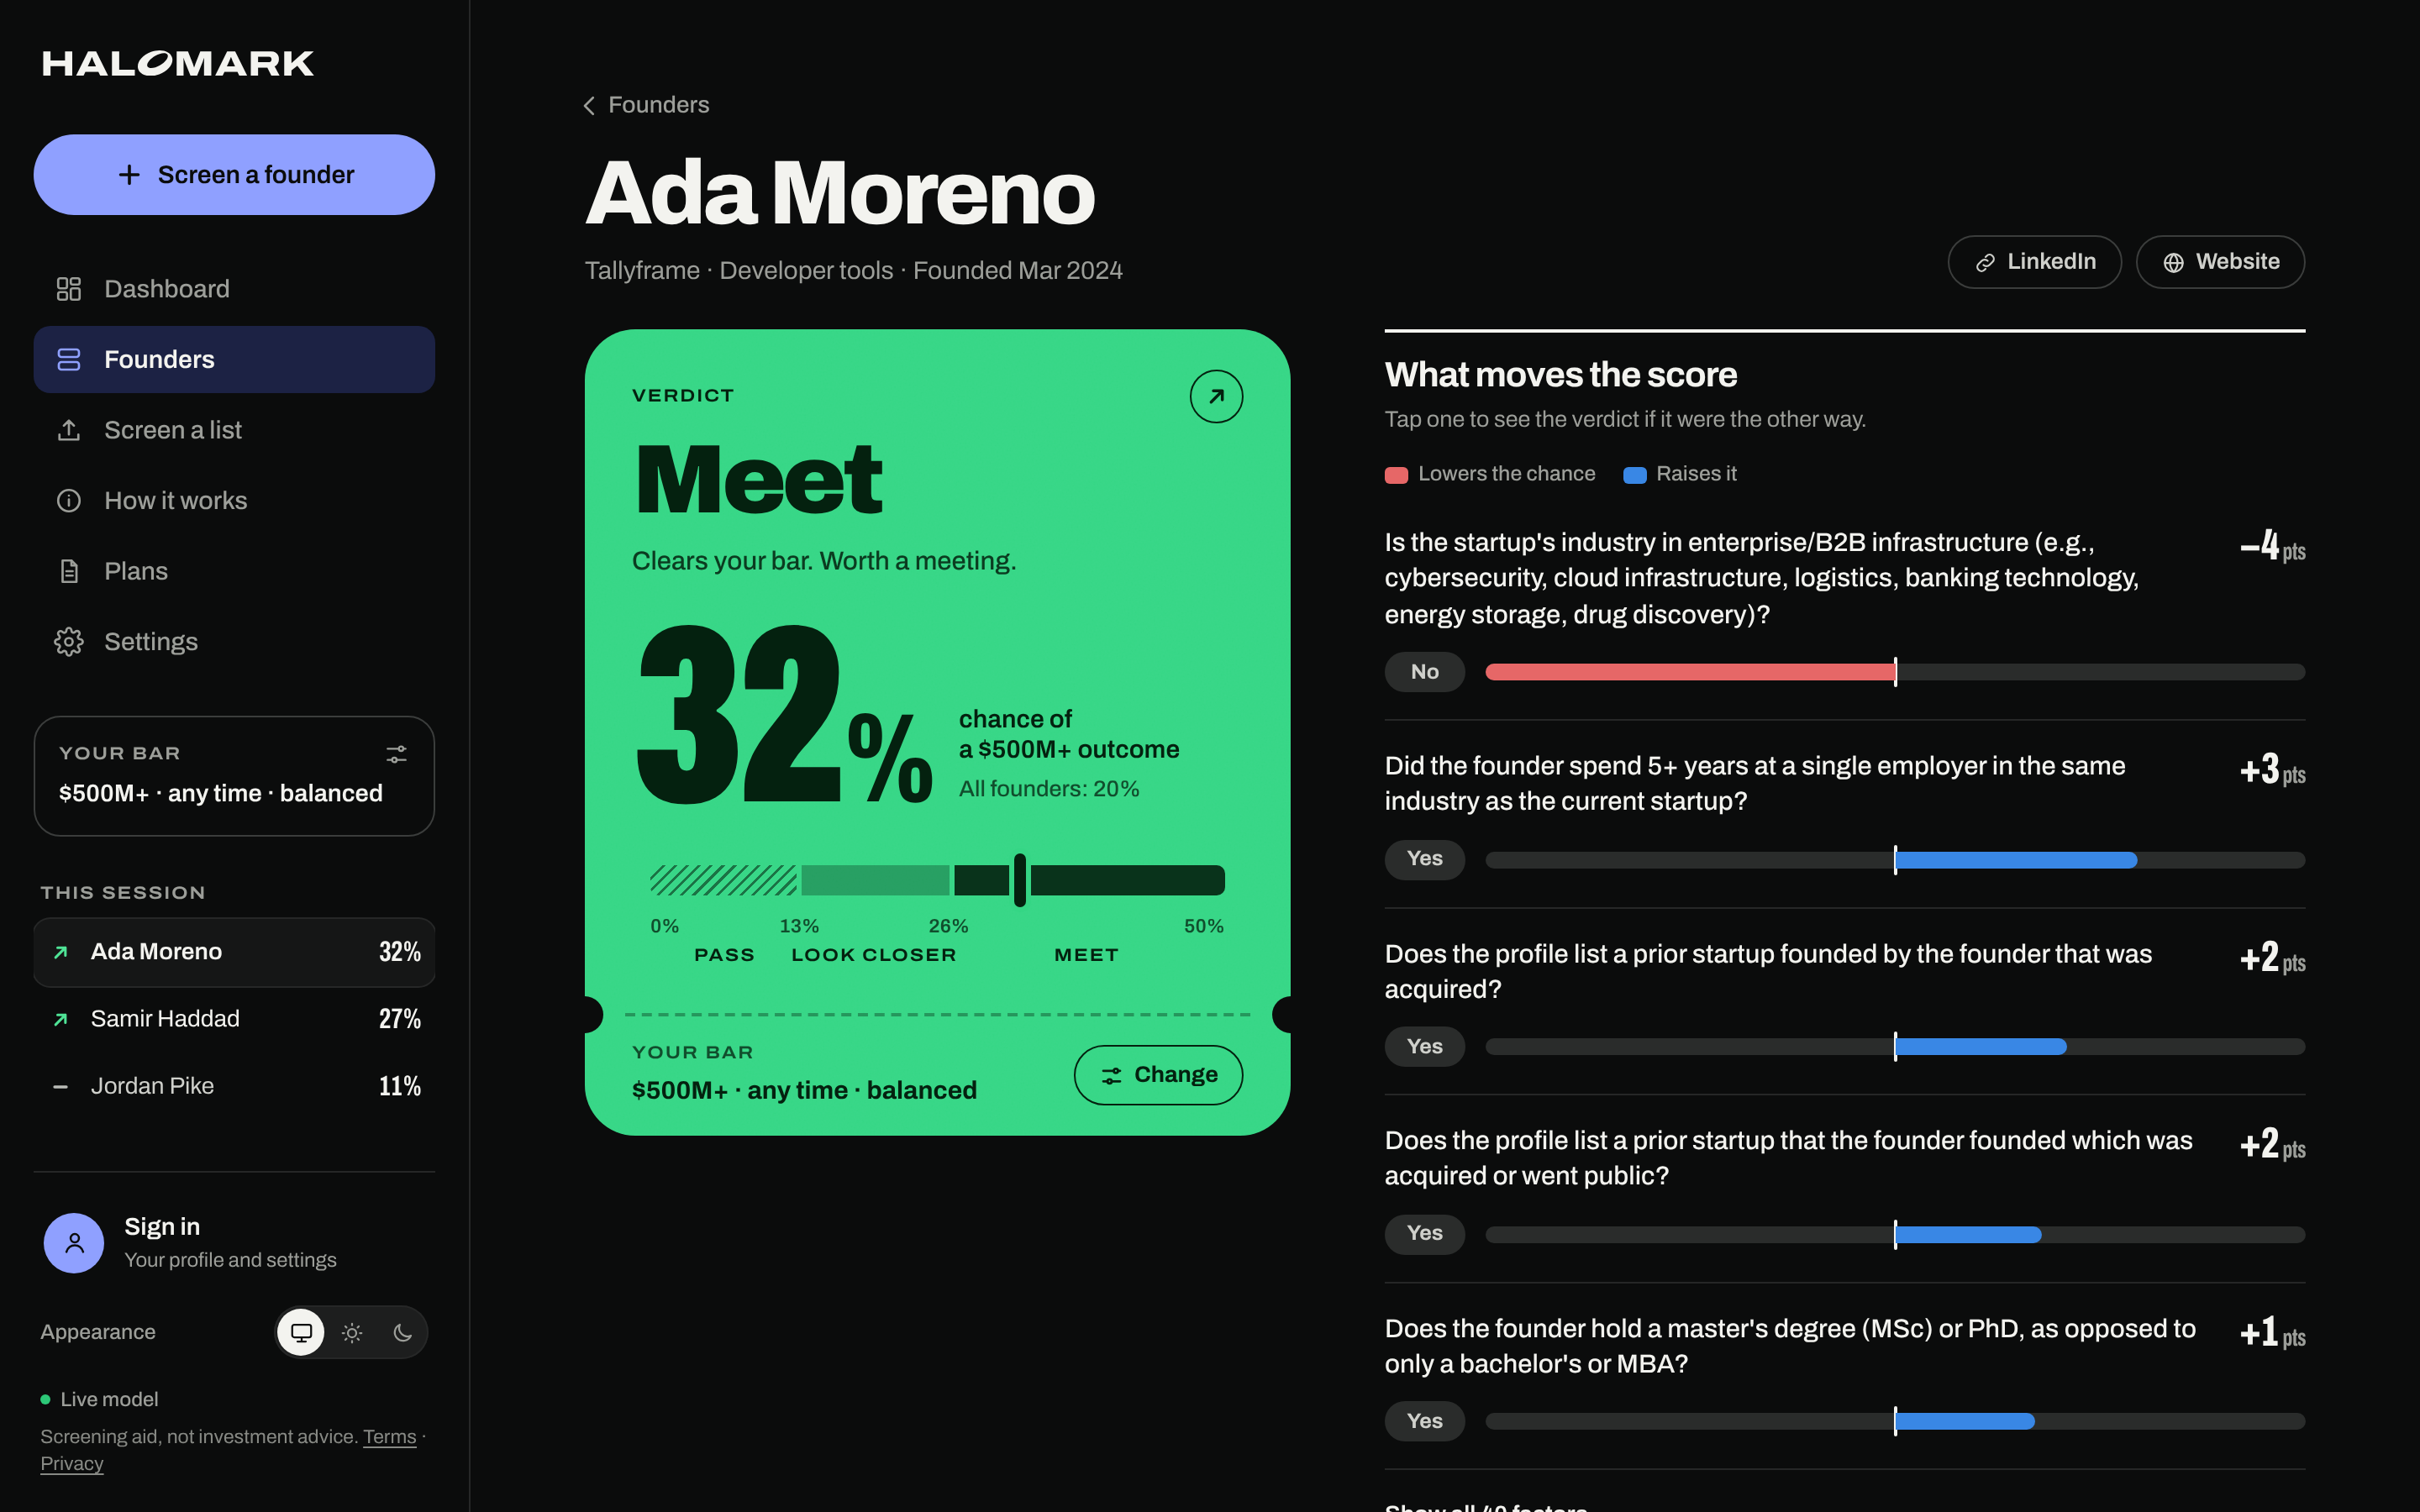 HALOMARK
Screen a founder
Dashboard
Founders
Screen a list
How it works
Plans
Settings
YOUR BAR
$500M+ · any time · balanced
THIS SESSION
Ada Moreno 32%
Samir Haddad 27%
Jordan Pike 11%
Sign in
Your profile and settings
Appearance
Live model
Screening aid, not investment advice. Terms ·
Privacy
Founders
Ada Moreno
Tallyframe · Developer tools · Founded Mar 2024
LinkedIn
Website
VERDICT
Meet
Clears your bar. Worth a meeting.
32%
chance of
a $500M+ outcome
All founders: 20%
0% 13% 26% 50%
PASS LOOK CLOSER MEET
YOUR BAR
$500M+ · any time · balanced
Change
What moves the score
Tap one to see the verdict if it were the other way.
Lowers the chance Raises it
Is the startup's industry in enterprise/B2B infrastructure (e.g.,
cybersecurity, cloud infrastructure, logistics, banking technology,
energy storage, drug discovery)?
−4 pts
No
Did the founder spend 5+ years at a single employer in the same
industry as the current startup?
+3 pts
Yes
Does the profile list a prior startup founded by the founder that was
acquired?
+2 pts
Yes
Does the profile list a prior startup that the founder founded which was
acquired or went public?
+2 pts
Yes
Does the founder hold a master's degree (MSc) or PhD, as opposed to
only a bachelor's or MBA?
+1 pts
Yes
Show all 40 factors